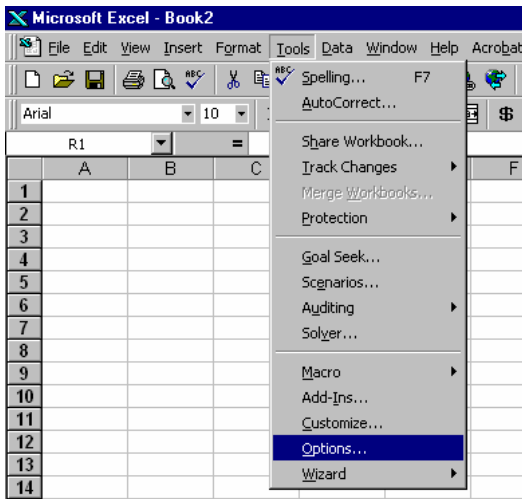 Microsoft Excel - Book2
File Edit View Insert Format Tools Data Window Help Acrobat
ABC
ABC Spelling... F7
Arial 10 $
AutoCorrect...
R1 =
Share Workbook...
A B C F
Track Changes
1
Merge Workbooks...
2
Protection
3
4 Goal Seek...
5 Scenarios...
6 Auditing
7 Solver...
8
9 Macro
10 Add-Ins...
11 Customize...
12 Options...
13 Wizard
14